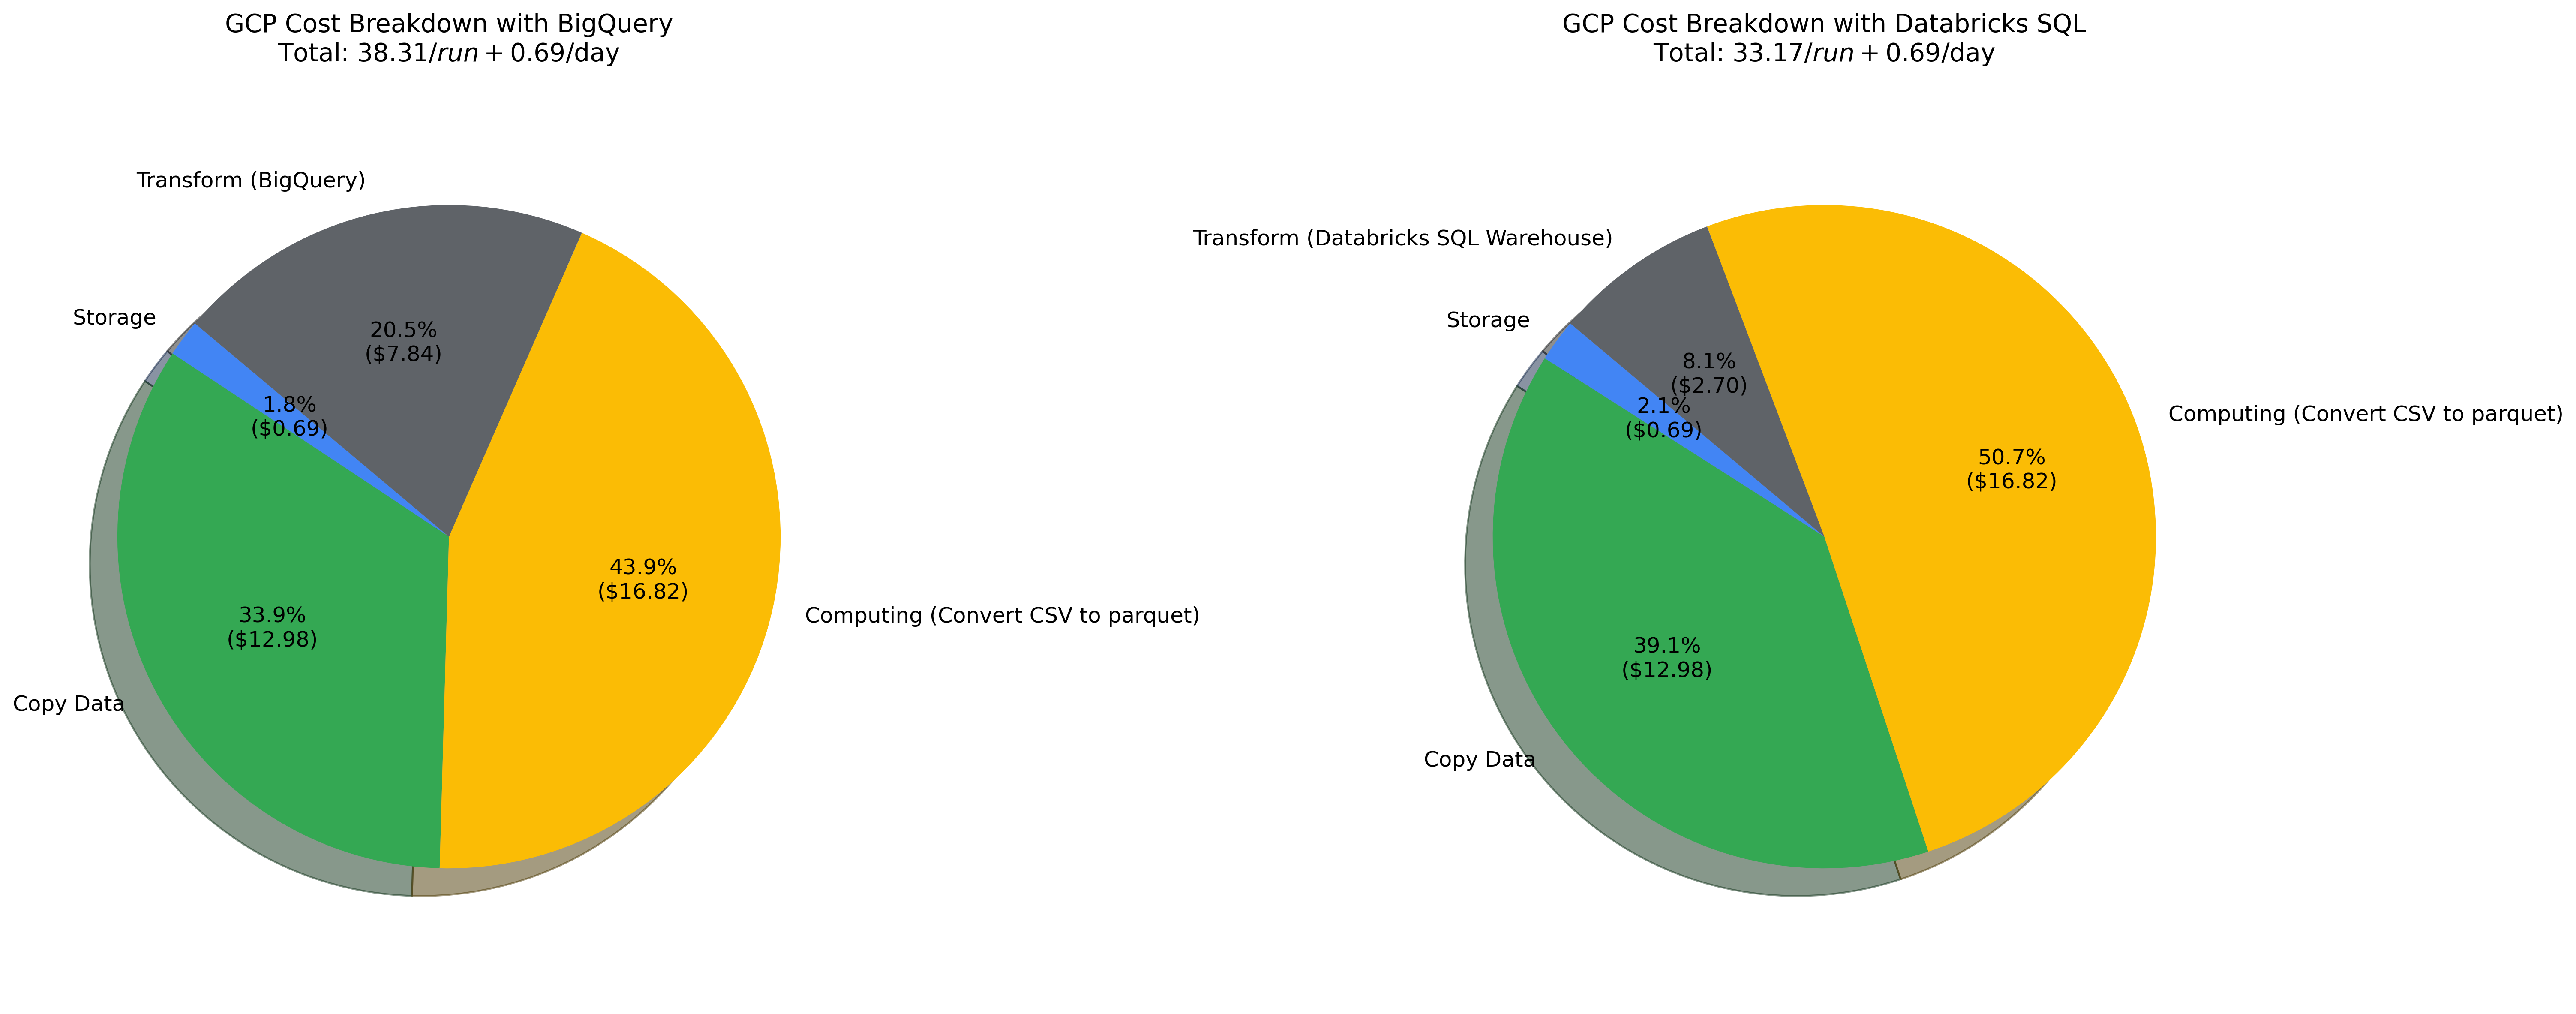 GCP Cost Breakdown with BigQuery
Total: 38.31/run + 0.69/day
Transform (BigQuery)
Storage
Copy Data
Computing (Convert CSV to parquet)
20.5%
($7.84)
1.8%
($0.69)
33.9%
($12.98)
43.9%
($16.82)
GCP Cost Breakdown with Databricks SQL
Total: 33.17/run + 0.69/day
Transform (Databricks SQL Warehouse)
Storage
Copy Data
Computing (Convert CSV to parquet)
8.1%
($2.70)
2.1%
($0.69)
39.1%
($12.98)
50.7%
($16.82)